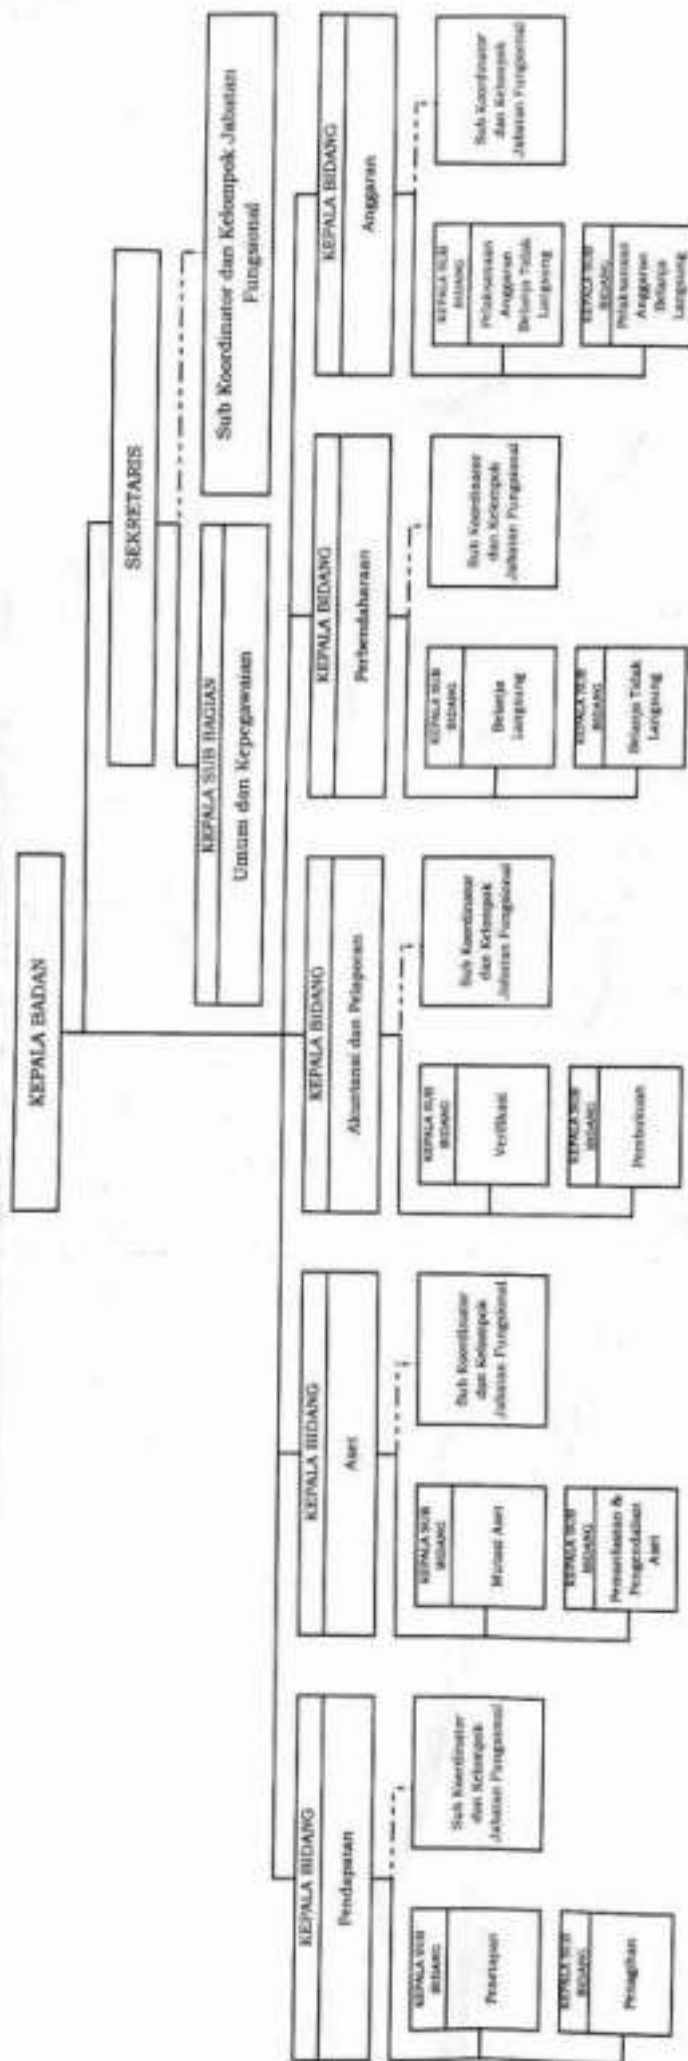 KEPALA BADAN
SEKRETARIS
KEPALA SUB BAGIAN
Umum dan Kepegawaian
Sub Koordinator dan Kelompok Jabatan
Fungsional
KEPALA BIDANG
Pendapatan
KEPALA BIDANG
Aset
KEPALA BIDANG
Akuntansi dan Pelaporan
KEPALA BIDANG
Perbendaharaan
KEPALA BIDANG
Anggaran
KEPALA SUB
BIDANG
Penetapan
Sub Koordinator
dan Kelompok
Jabatan Fungsional
KEPALA SUB
BIDANG
Penagihan
KEPALA SUB
BIDANG
Mutasi Aset
Sub Koordinator
dan Kelompok
Jabatan Fungsional
KEPALA SUB
BIDANG
Pemanfaatan &
Pengendalian
Aset
KEPALA SUB
BIDANG
Verifikasi
Sub Koordinator
dan Kelompok
Jabatan Fungsional
KEPALA SUB
BIDANG
Pembukuan
KEPALA SUB
BIDANG
Belanja
Langsung
Sub Koordinator
dan Kelompok
Jabatan Fungsional
KEPALA SUB
BIDANG
Belanja Tidak
Langsung
KEPALA SUB
BIDANG
Pelaksanaan
Anggaran
Belanja Tidak
Langsung
Sub Koordinator
dan Kelompok
Jabatan Fungsional
KEPALA SUB
BIDANG
Pelaksanaan
Anggaran
Belanja
Langsung